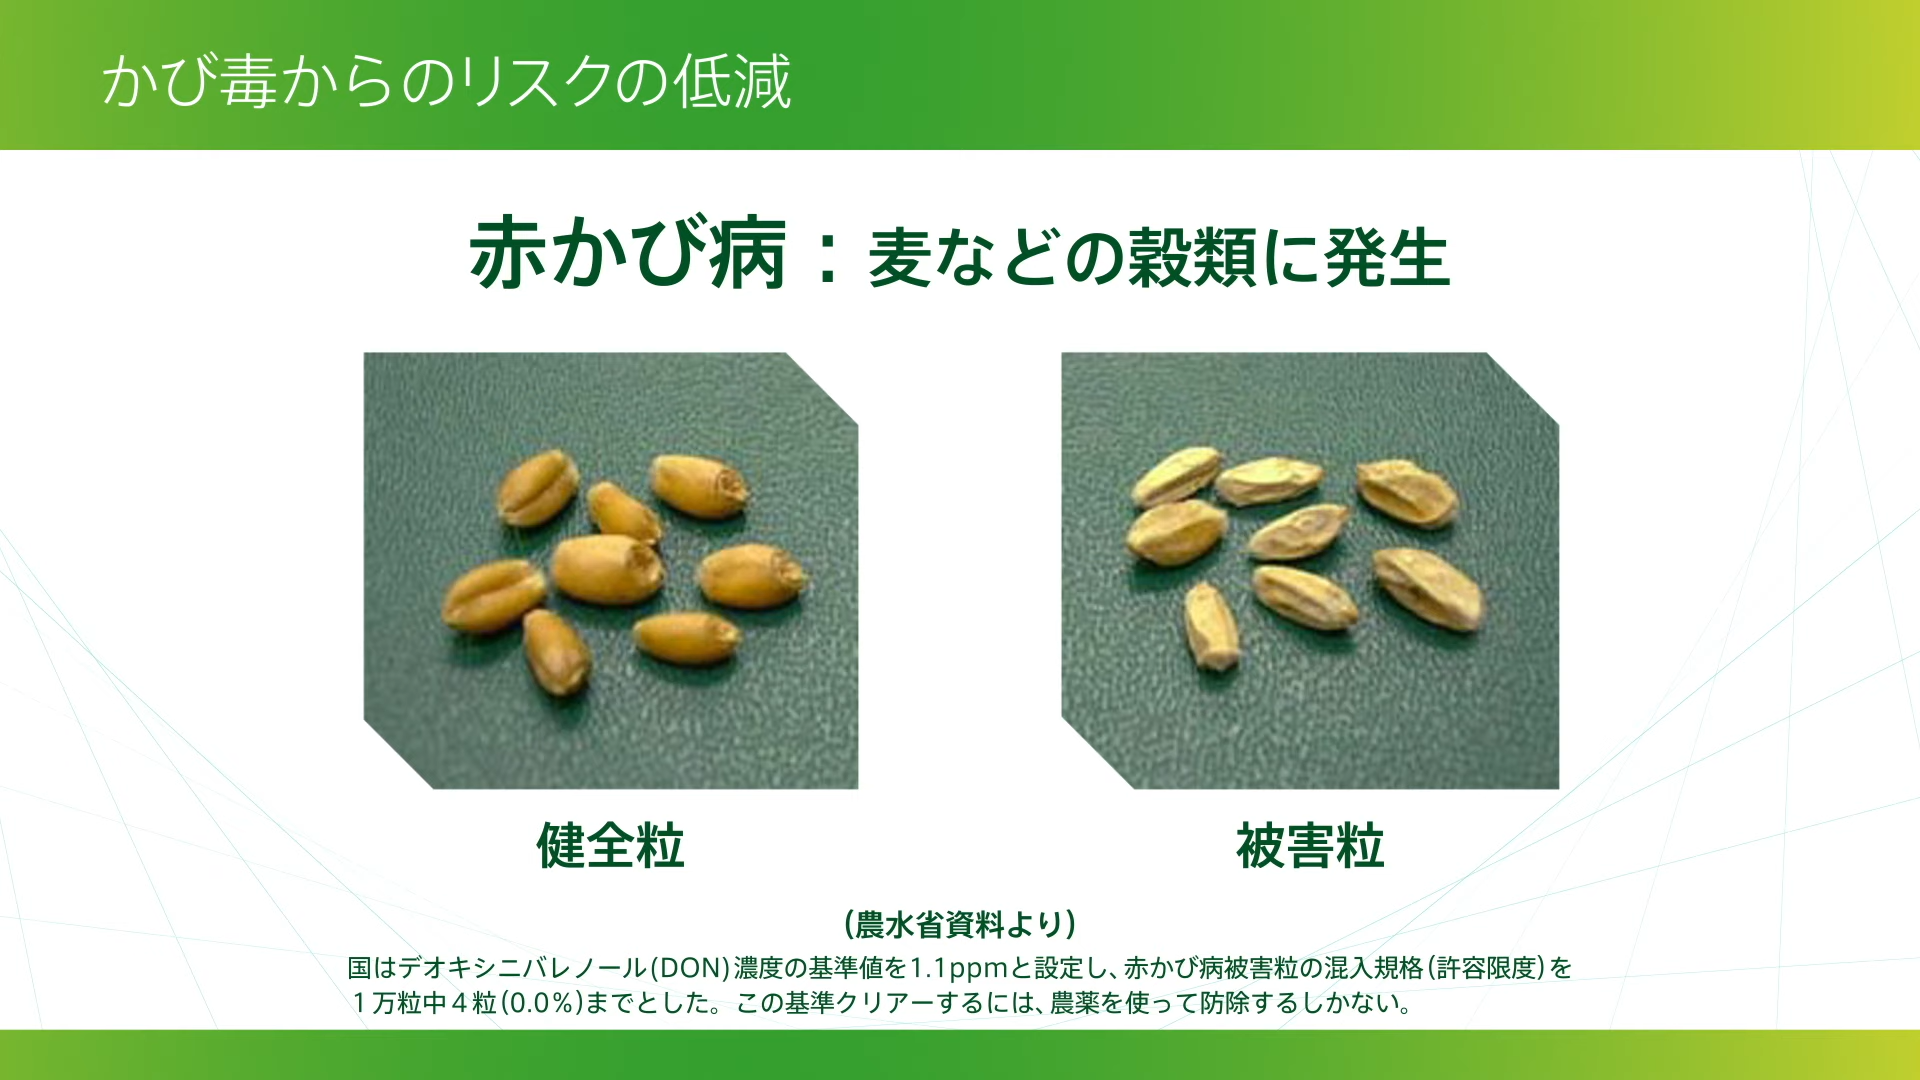 かび毒からのリスクの低減
赤かび病：麦などの穀類に発生
健全粒
被害粒
(農水省資料より)
国はデオキシニバレノール(DON)濃度の基準値を1.1ppmと設定し、赤かび病被害粒の混入規格(許容限度)を
１万粒中４粒(0.0％)までとした。この基準クリアーするには、農薬を使って防除するしかない。